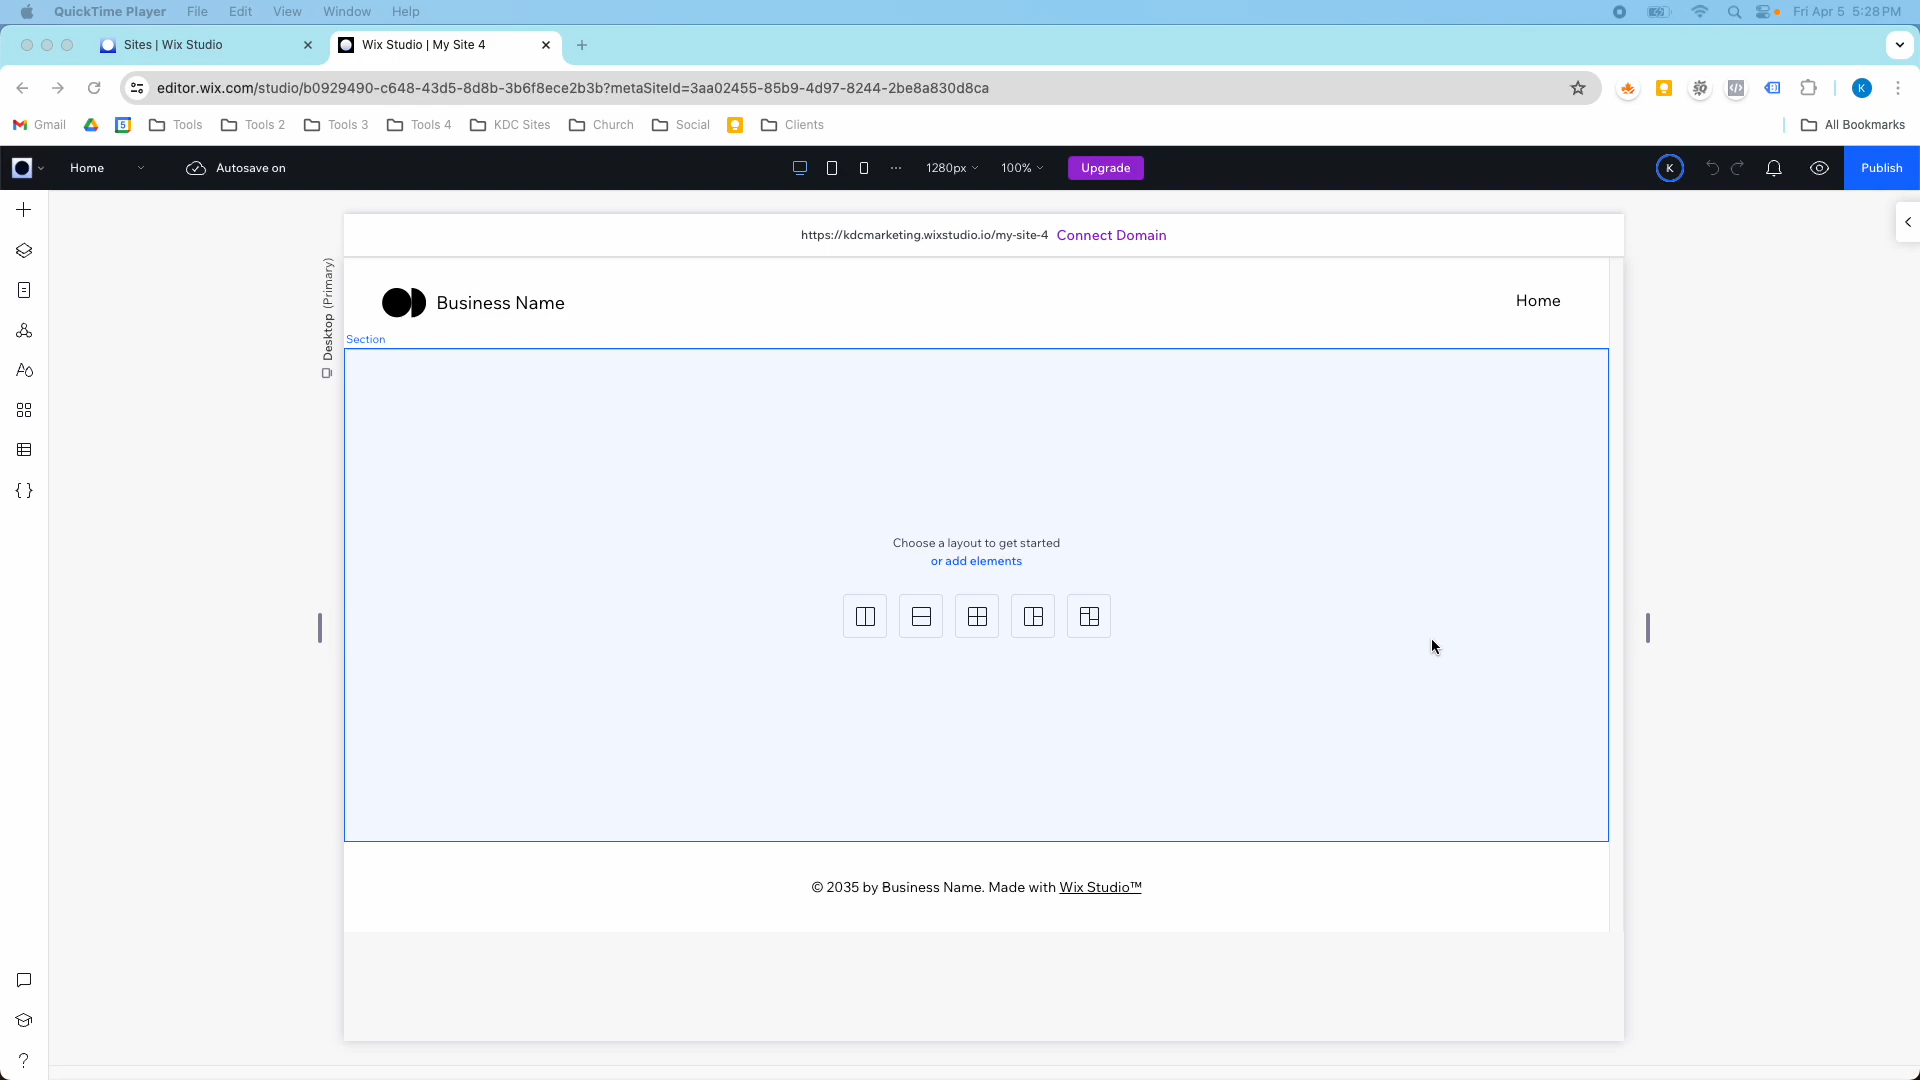 QuickTime Player File Edit View Window Help Fri Apr 5 5:28 PM
Sites | Wix Studio
Wix Studio | My Site 4
editor.wix.com/studio/b0929490-c648-43d5-8d8b-3b6f8ece2b3b?metaSiteId=3aa02455-85b9-4d97-8244-2be8a830d8ca
K
Gmail 5 Tools Tools 2 Tools 3 Tools 4 KDC Sites Church Social Clients All Bookmarks
Home Autosave on 1280px 100% Upgrade K Publish
https://kdcmarketing.wixstudio.io/my-site-4 Connect Domain
Desktop (Primary)
Business Name
Home
Section
Choose a layout to get started
or add elements
© 2035 by Business Name. Made with Wix Studio™